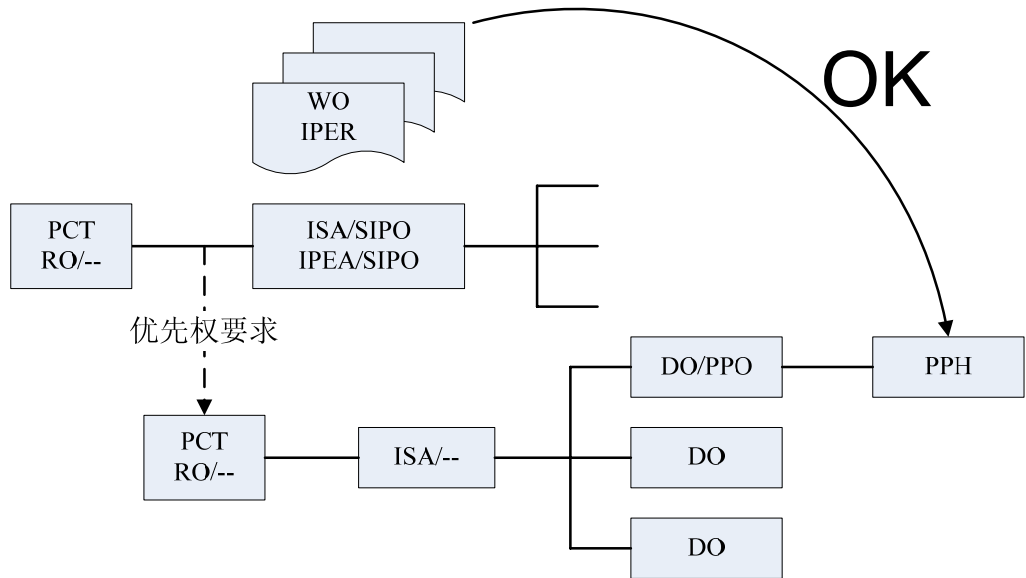 OK
WO
IPER
PCT
RO/--
ISA/SIPO
IPEA/SIPO
优先权要求
DO/PPO
PPH
PCT
RO/--
ISA/--
DO
DO